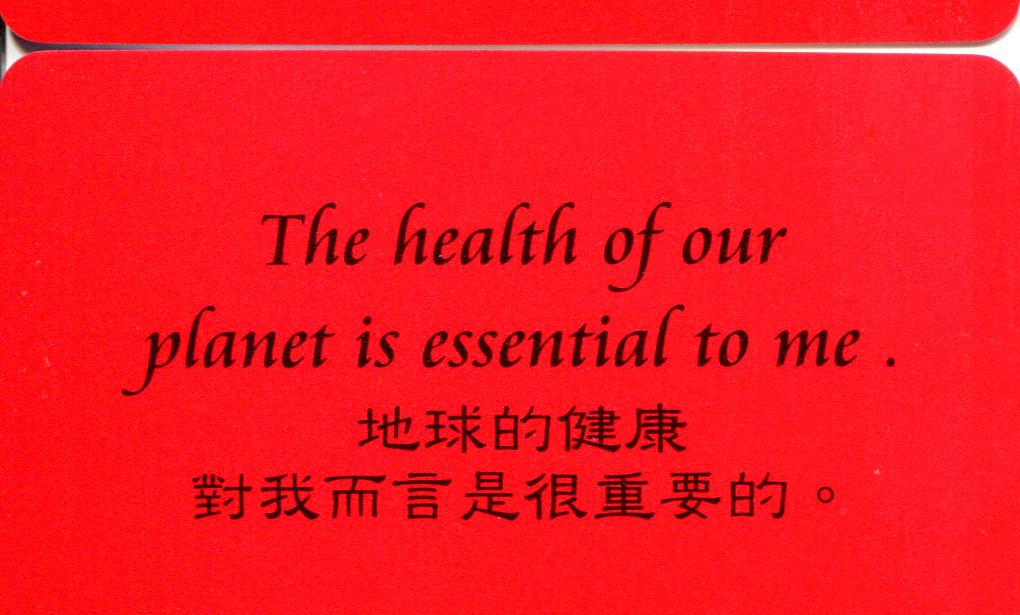 The health of our
planet is essential to me .
地球的健康
對我而言是很重要的。